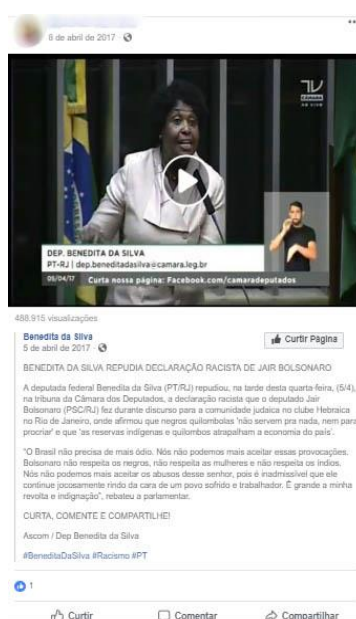 8 de abril de 2017
TV
CÂMARA
AO VIVO
DEP. BENEDITA DA SILVA
PT-RJ | dep.beneditadasilva@camara.leg.br
05/04/17 Curta nossa página: Facebook.com/camaradeputados
488.915 visualizações
Benedita da Silva
5 de abril de 2017
Curtir Página
BENEDITA DA SILVA REPUDIA DECLARAÇÃO RACISTA DE JAIR BOLSONARO
A deputada federal Benedita da Silva (PT/RJ) repudiou, na tarde desta quarta-feira, (5/4),
na tribuna da Câmara dos Deputados, a declaração racista que o deputado Jair
Bolsonaro (PSC/RJ) fez durante discurso para a comunidade judaica no clube Hebraica
no Rio de Janeiro, onde afirmou que negros quilombolas 'não servem pra nada, nem para
procriar' e que 'as reservas indígenas e quilombos atrapalham a economia do país'.
"O Brasil não precisa de mais ódio. Nós não podemos mais aceitar essas provocações.
Bolsonaro não respeita os negros, não respeita as mulheres e não respeita os índios.
Nós não podemos mais aceitar os abusos desse senhor, pois é inadmissível que ele
continue jocosamente rindo da cara de um povo sofrido e trabalhador. É grande a minha
revolta e indignação", rebateu a parlamentar.
CURTA, COMENTE E COMPARTILHE!
Ascom / Dep Benedita da Silva
#BeneditaDaSilva #Racismo #PT
1
Curtir Comentar Compartilhar